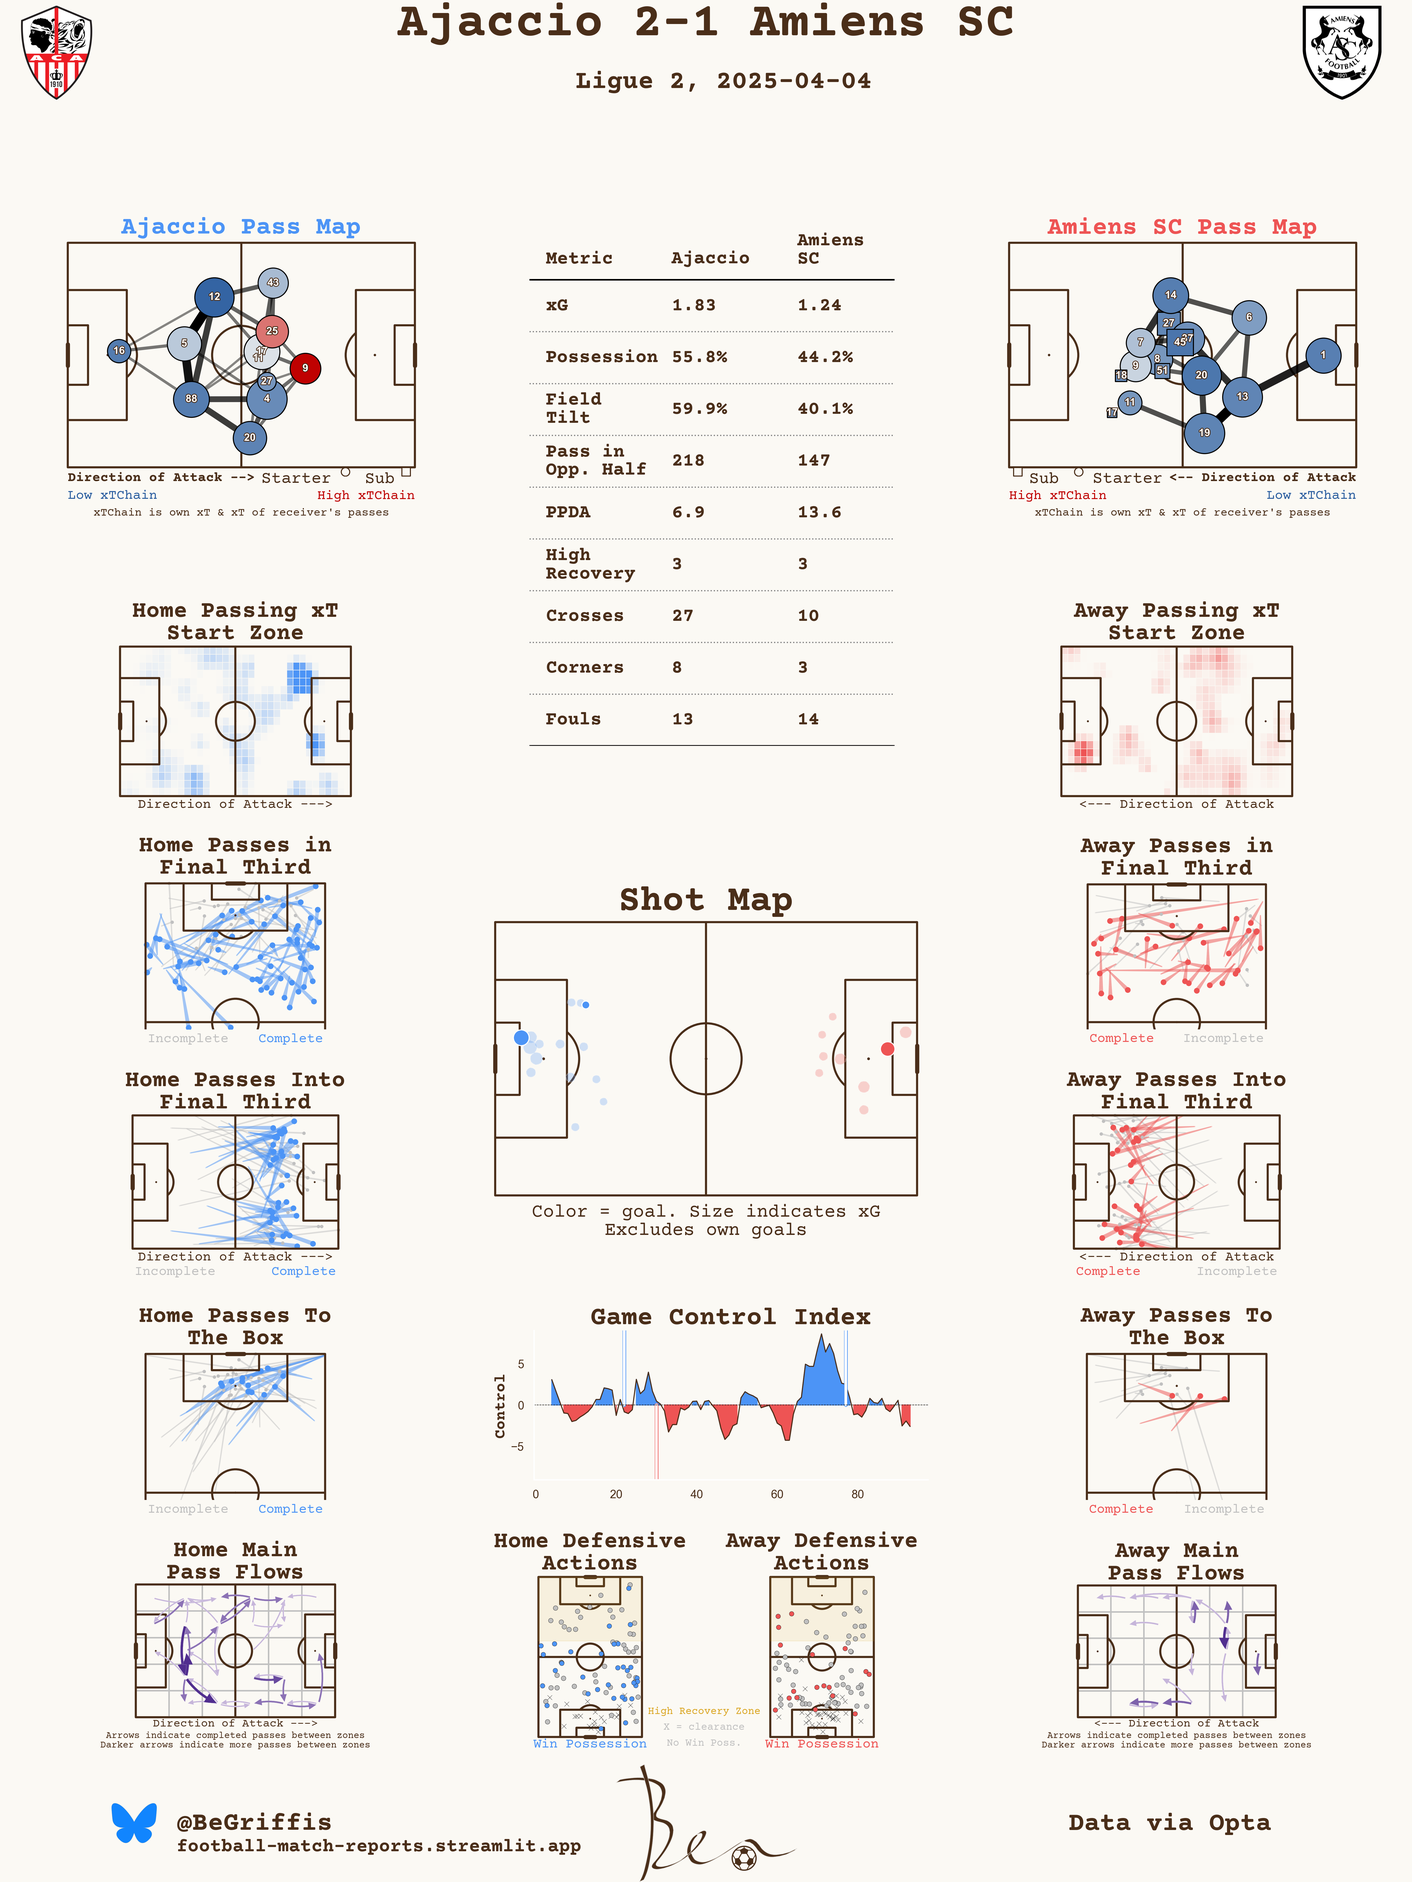 Ajaccio 2-1 Amiens SC
Ligue 2, 2025-04-04
ACA
1910
AMIENS
ASC
FOOTBALL
1901
Ajaccio Pass Map
12
43
25
5
17
11
16
9
27
88
4
20
Direction of Attack --> Starter Sub
Low xTChain High xTChain
xTChain is own xT & xT of receiver's passes
Metric Ajaccio Amiens SC
xG 1.83 1.24
Possession 55.8% 44.2%
Field Tilt 59.9% 40.1%
Pass in Opp. Half 218 147
PPDA 6.9 13.6
High Recovery 3 3
Crosses 27 10
Corners 8 3
Fouls 13 14
Amiens SC Pass Map
14
27
6
7
45
37
8
9
51
18
20
1
11
17
13
19
Sub Starter <-- Direction of Attack
High xTChain Low xTChain
xTChain is own xT & xT of receiver's passes
Home Passing xT
Start Zone
Direction of Attack --->
Away Passing xT
Start Zone
<--- Direction of Attack
Home Passes in
Final Third
Incomplete Complete
Shot Map
Color = goal. Size indicates xG
Excludes own goals
Away Passes in
Final Third
Complete Incomplete
Home Passes Into
Final Third
Direction of Attack --->
Incomplete Complete
Away Passes Into
Final Third
<--- Direction of Attack
Complete Incomplete
Home Passes To
The Box
Incomplete Complete
Game Control Index
Control
5
0
−5
0 20 40 60 80
Away Passes To
The Box
Complete Incomplete
Home Main
Pass Flows
Direction of Attack --->
Arrows indicate completed passes between zones
Darker arrows indicate more passes between zones
Home Defensive
Actions
Win Possession
High Recovery Zone
X = clearance
No Win Poss.
Away Defensive
Actions
Win Possession
Away Main
Pass Flows
<--- Direction of Attack
Arrows indicate completed passes between zones
Darker arrows indicate more passes between zones
@BeGriffis
football-match-reports.streamlit.app
Ben
Data via Opta